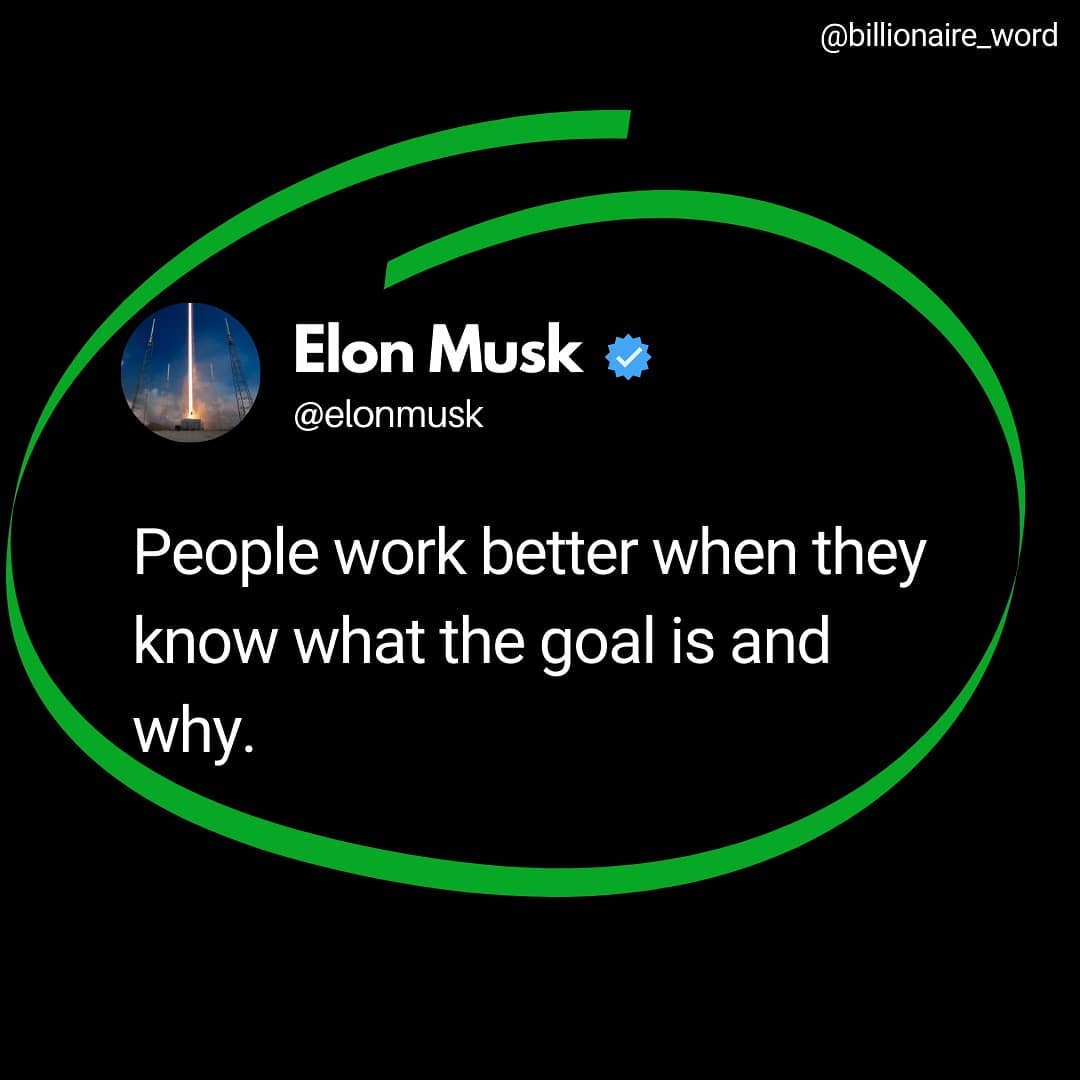 @billionaire_word
Elon Musk
@elonmusk
People work better when they
know what the goal is and
why.